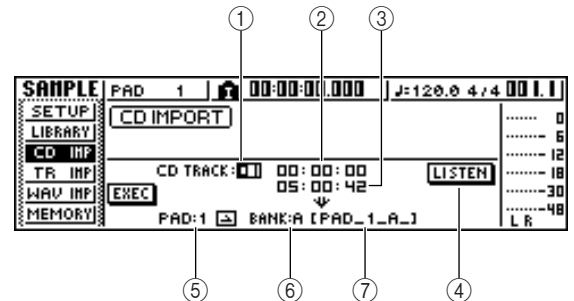 ① ② ③
SAMPLE PAD 1 00:00:00.000 ♩=120.0 4/4 001.1
SETUP
LIBRARY
CD IMP
TR IMP
WAV IMP
MEMORY
CD IMPORT
CD TRACK:01 00:00:00
05:00:42
LISTEN
EXEC
PAD:1 BANK:A [PAD_1_A_]
0
6
12
18
30
48
L R
⑤ ⑥ ⑦ ④